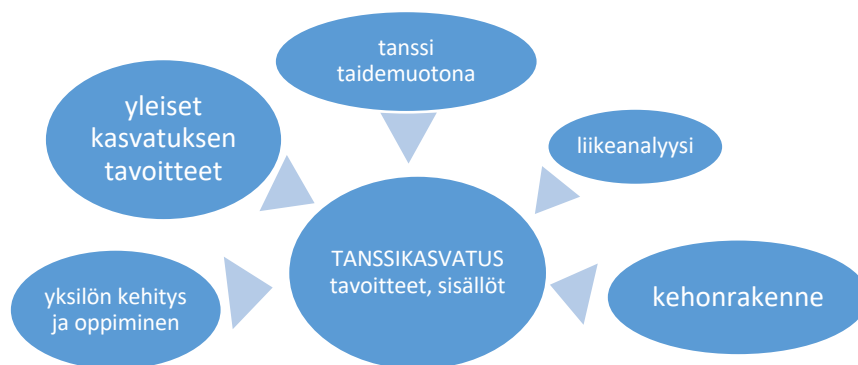 tanssi
taidemuotona
yleiset
kasvatuksen
tavoitteet
liikeanalyysi
TANSSIKASVATUS
tavoitteet, sisällöt
yksilön kehitys
ja oppiminen
kehonrakenne